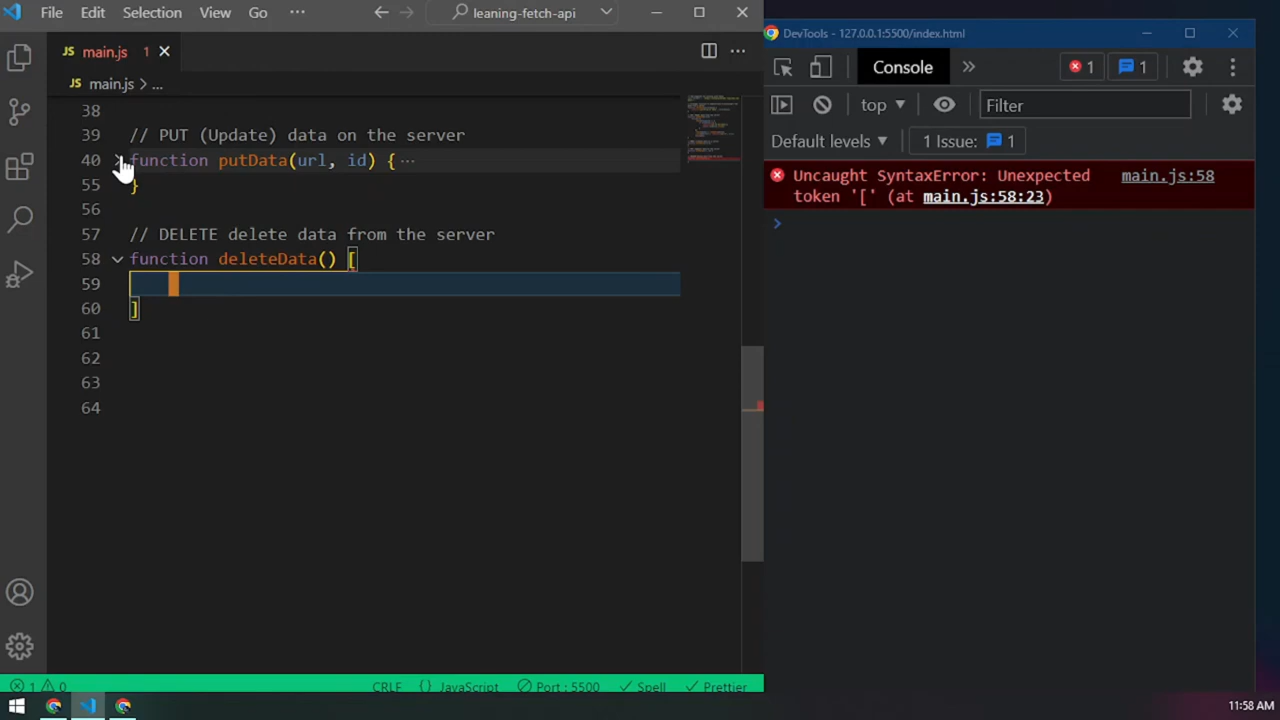 File Edit Selection View Go ··· leaning-fetch-api
DevTools - 127.0.0.1:5500/index.html
JS main.js 1
Console » 1 1
JS main.js > ...
top Filter
Default levels 1 Issue: 1
38
39 // PUT (Update) data on the server
40 function putData(url, id) { ···
55 }
56
57 // DELETE delete data from the server
58 function deleteData() [
59
60 ]
61
62
63
64
Uncaught SyntaxError: Unexpected main.js:58
token '[' (at main.js:58:23)
1 0 CRLF {} JavaScript Port : 5500 Spell Prettier
11:58 AM